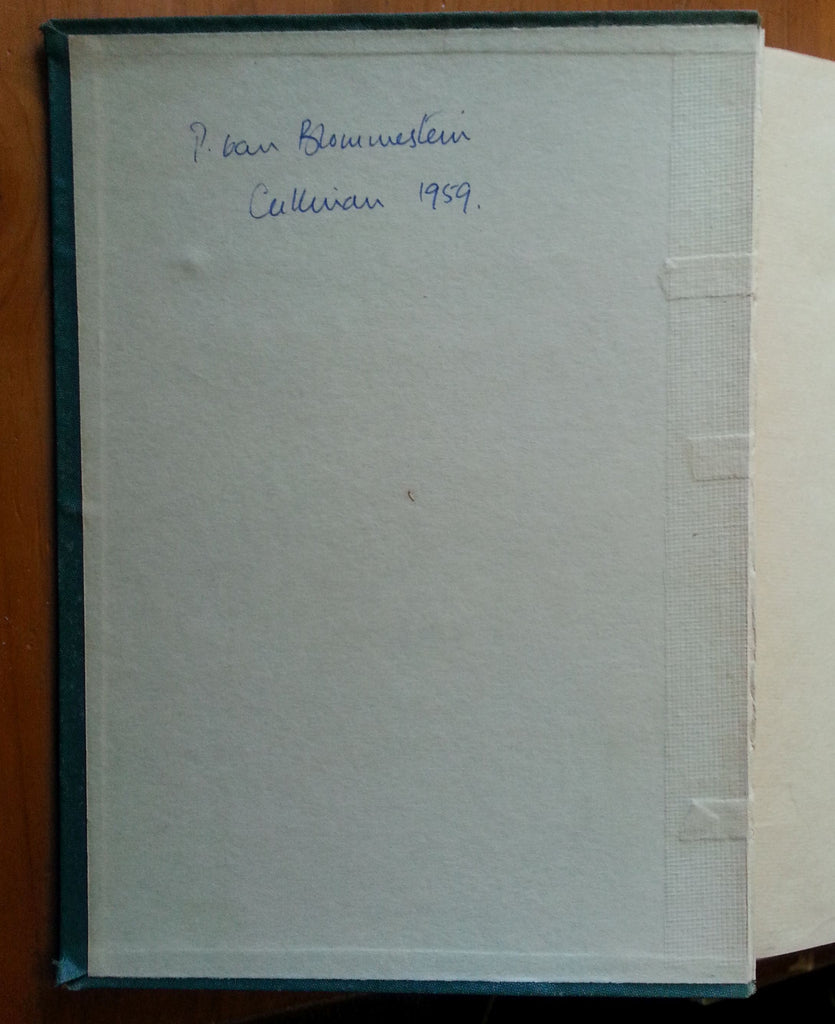 P. van Blommestein
Cullinan 1959.